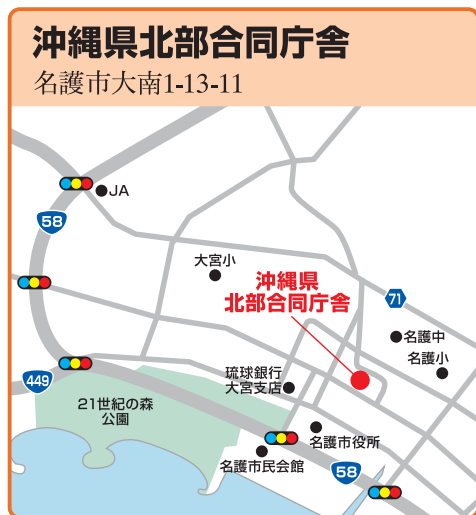 沖縄県北部合同庁舎
名護市大南1-13-11
JA
58
大宮小
沖縄県
北部合同庁舎
71
名護中
名護小
449
琉球銀行
大宮支店
21世紀の森
公園
名護市役所
名護市民会館
58